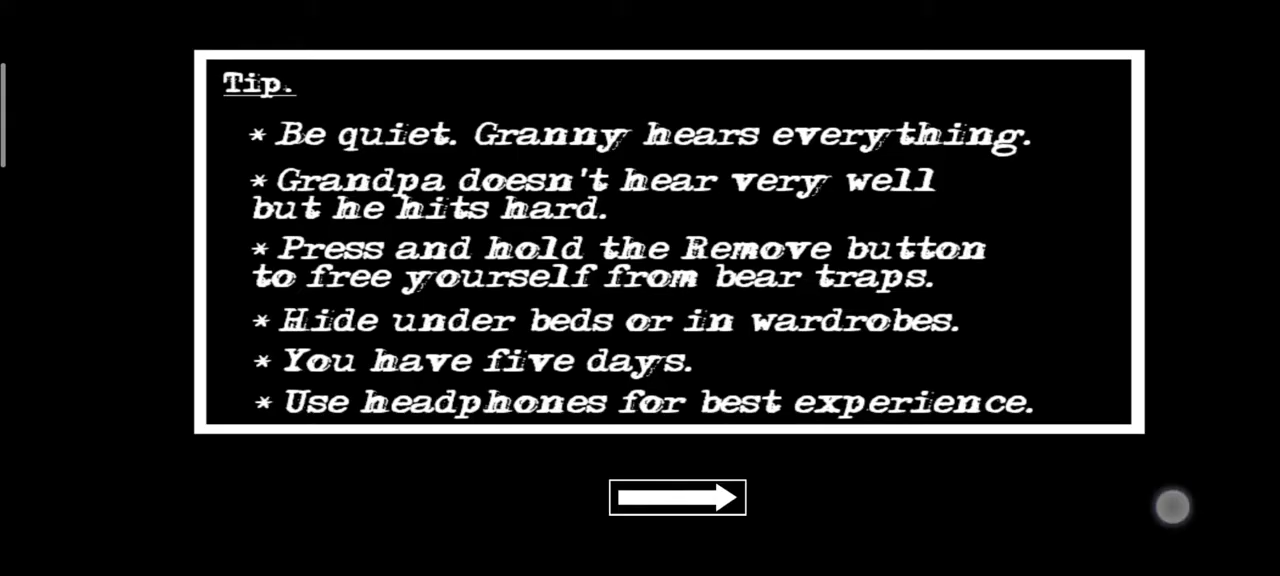 Tip.
* Be quiet. Granny hears everything.
* Grandpa doesn't hear very well
but he hits hard.
* Press and hold the Remove button
to free yourself from bear traps.
* Hide under beds or in wardrobes.
* You have five days.
* Use headphones for best experience.